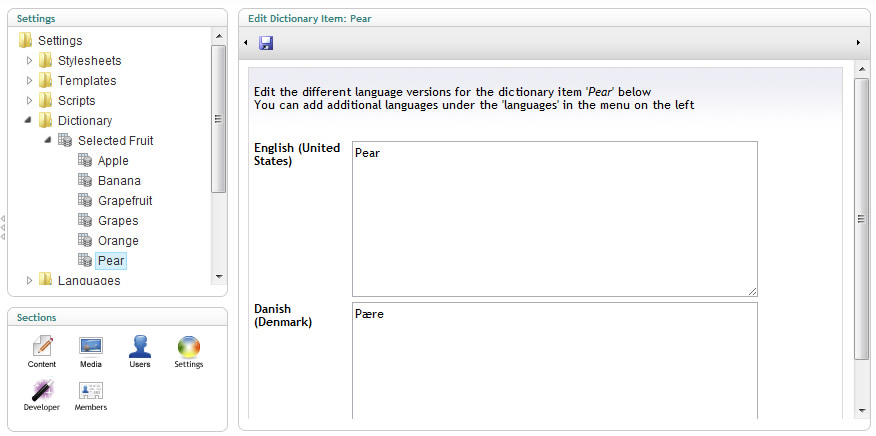 Settings
Settings
Stylesheets
Templates
Scripts
Dictionary
Selected Fruit
Apple
Banana
Grapefruit
Grapes
Orange
Pear
Languages
Sections
Content
Media
Users
Settings
Developer
Members
Edit Dictionary Item: Pear
Edit the different language versions for the dictionary item 'Pear' below
You can add additional languages under the 'languages' in the menu on the left
English (United
States)
Pear
Danish
(Denmark)
Pære